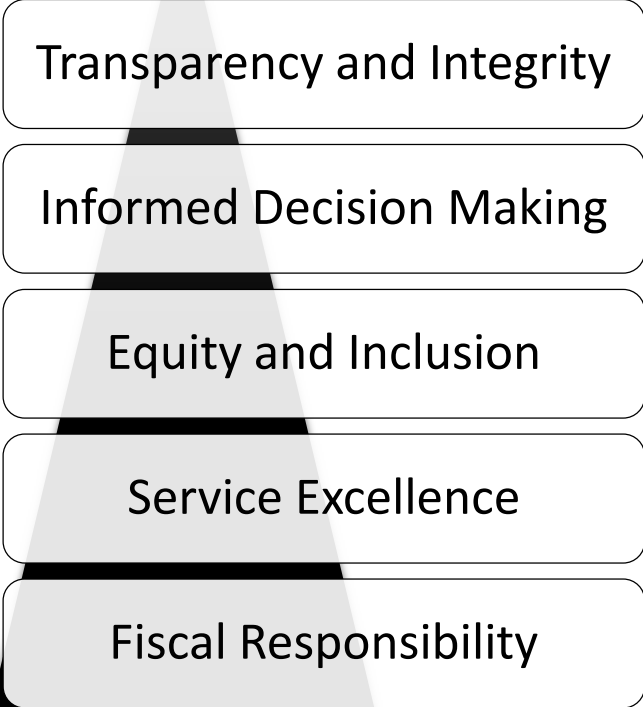 Transparency and Integrity
Informed Decision Making
Equity and Inclusion
Service Excellence
Fiscal Responsibility